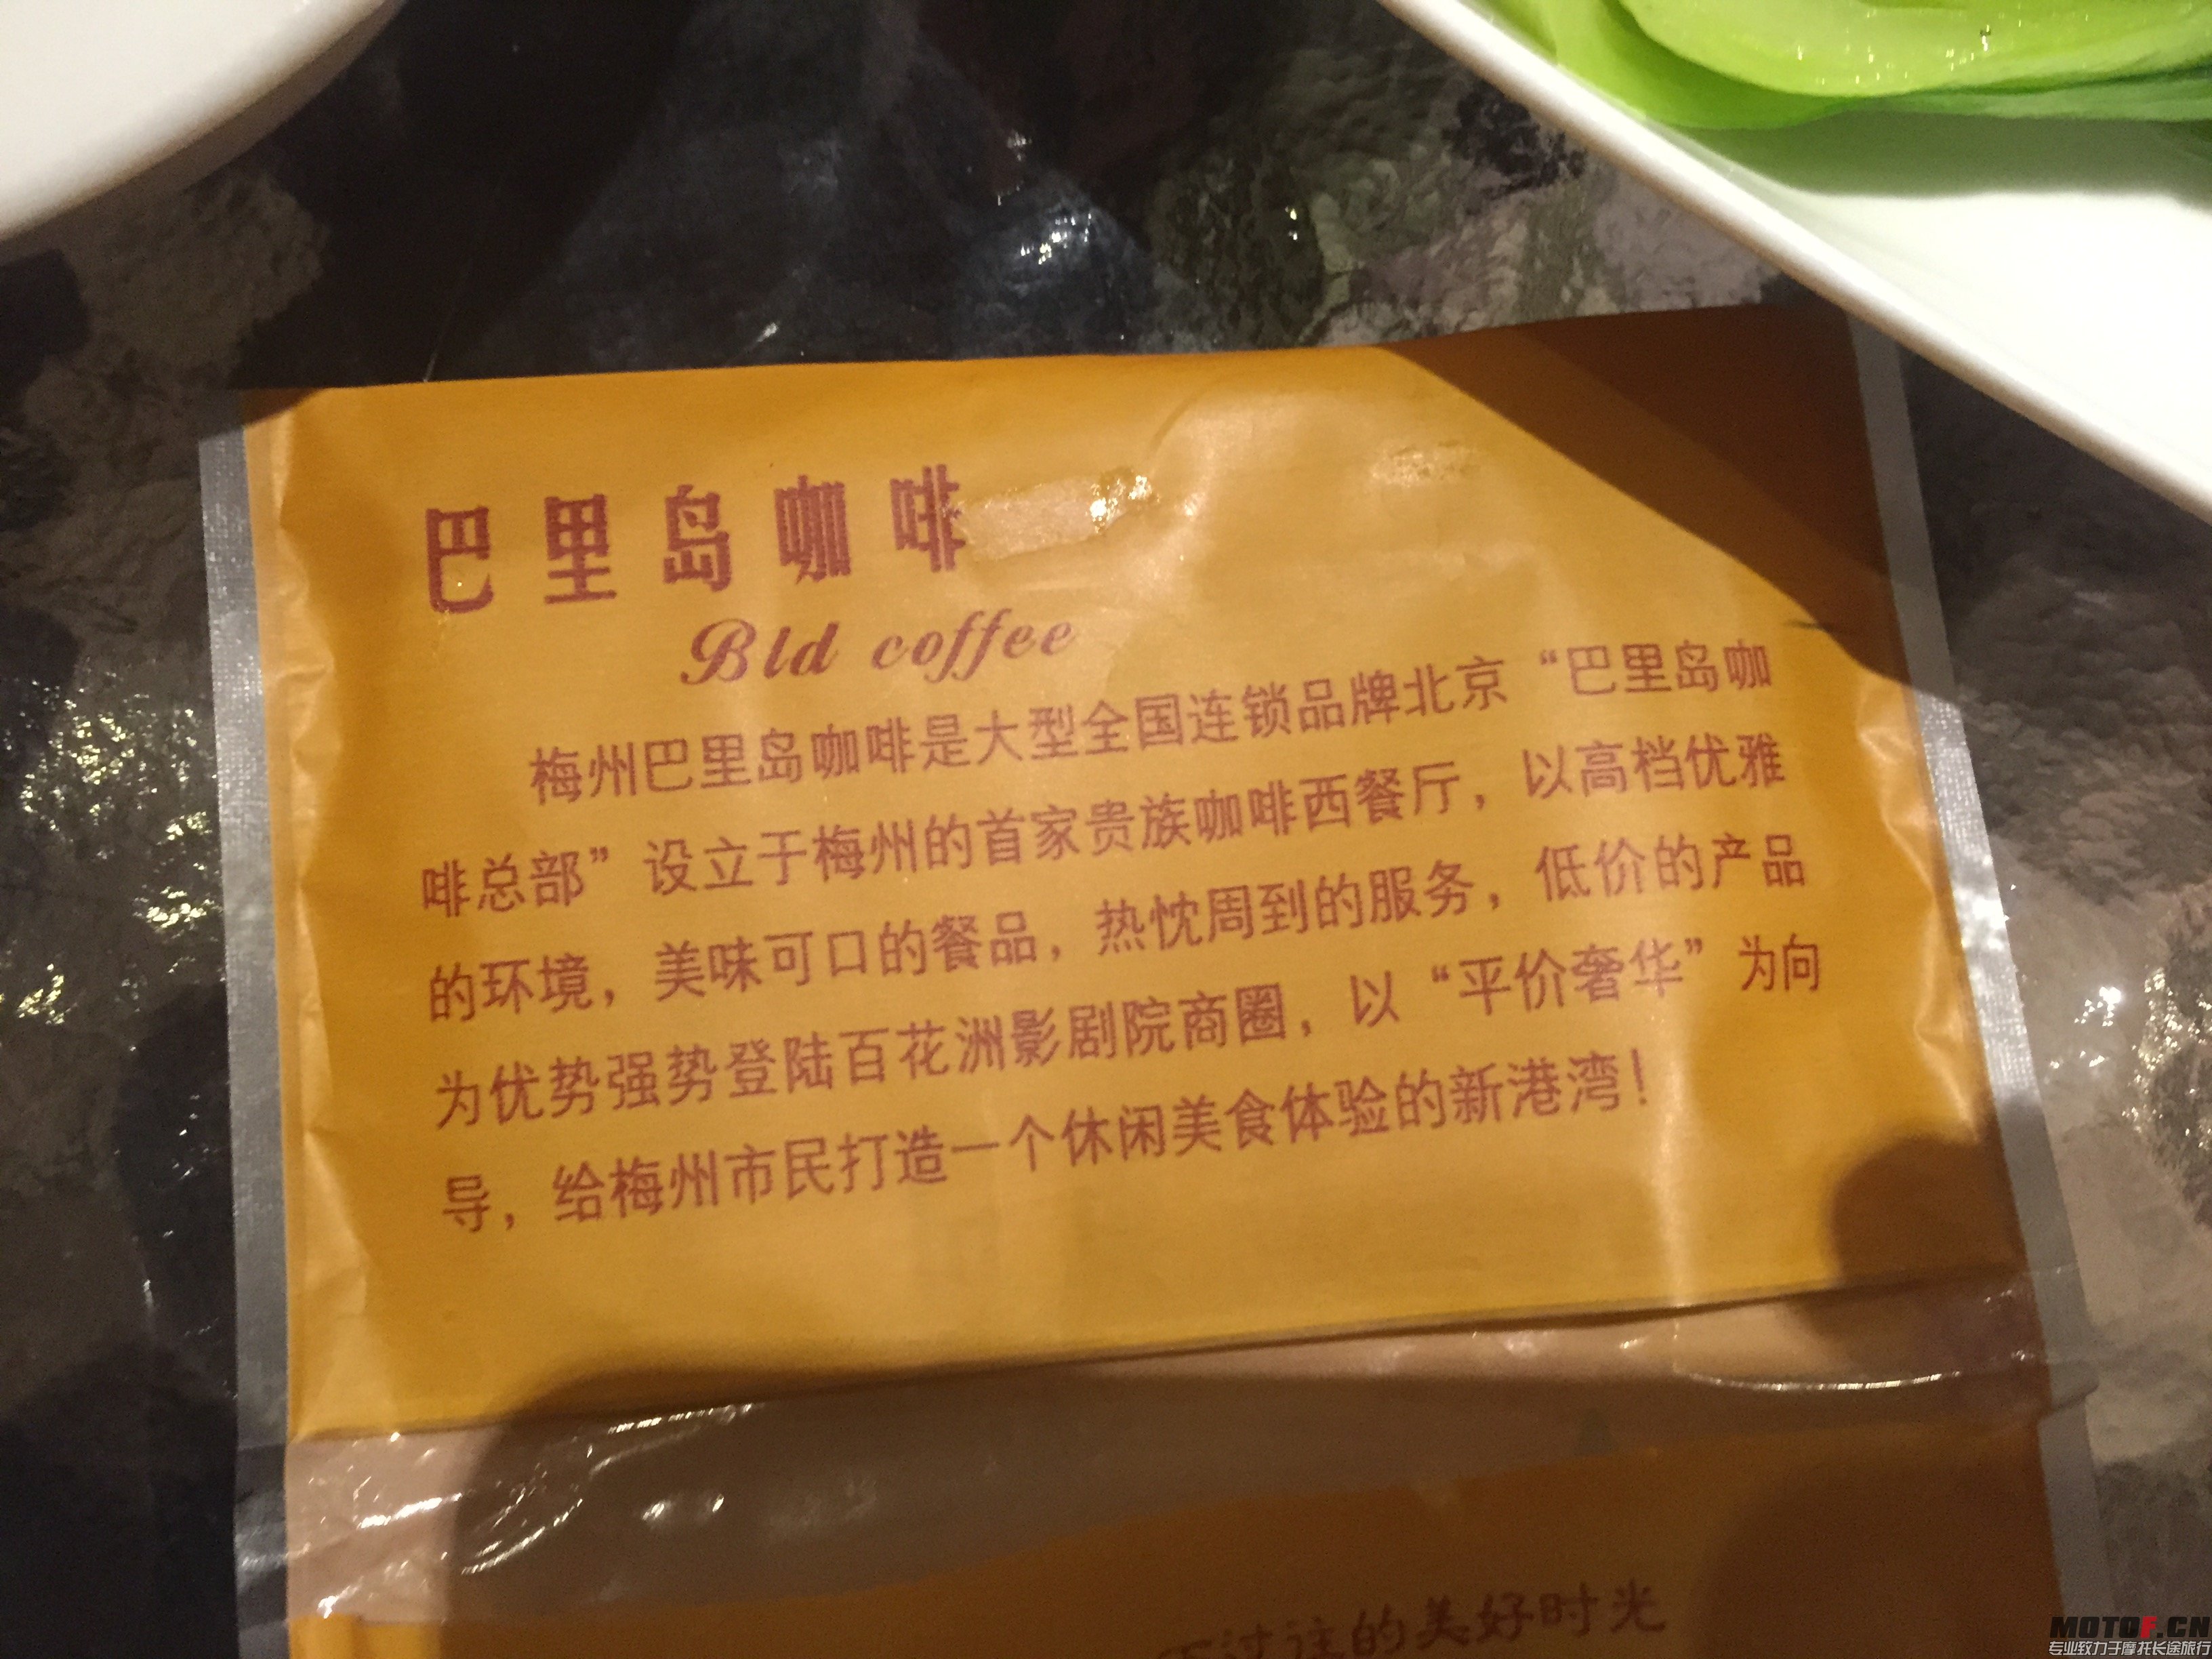 巴里岛咖啡
Bld coffee
梅州巴里岛咖啡是大型全国连锁品牌北京“巴里岛咖
啡总部”设立于梅州的首家贵族咖啡西餐厅，以高档优雅
的环境，美味可口的餐品，热忱周到的服务，低价的产品
为优势强势登陆百花洲影剧院商圈，以“平价奢华”为向
导，给梅州市民打造一个休闲美食体验的新港湾！
过往的美好时光
MOTOF.CN
专业致力于摩托长途旅行